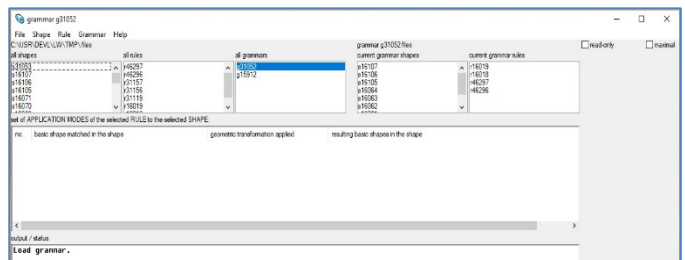 grammar g31052
File Shape Rule Grammar Help
C:\USR\DEVL\LW\TMP\files
grammar g31052 files
read-only
maximal
all shapes
all rules
all grammars
current grammar shapes
current grammar rules
s31053
r46297
g31052
s16107
r16019
s16107
r46296
g15912
s16106
r16018
s16106
r31157
s16105
r46297
s16105
r31156
s16064
r46296
s16071
r31119
s16063
s16070
r16019
s16062
set of APPLICATION MODES of the selected RULE to the selected SHAPE:
no.
basic shape matched in the shape
geometric transformation applied
resulting basic shapes in the shape
output / status
Load grammar.